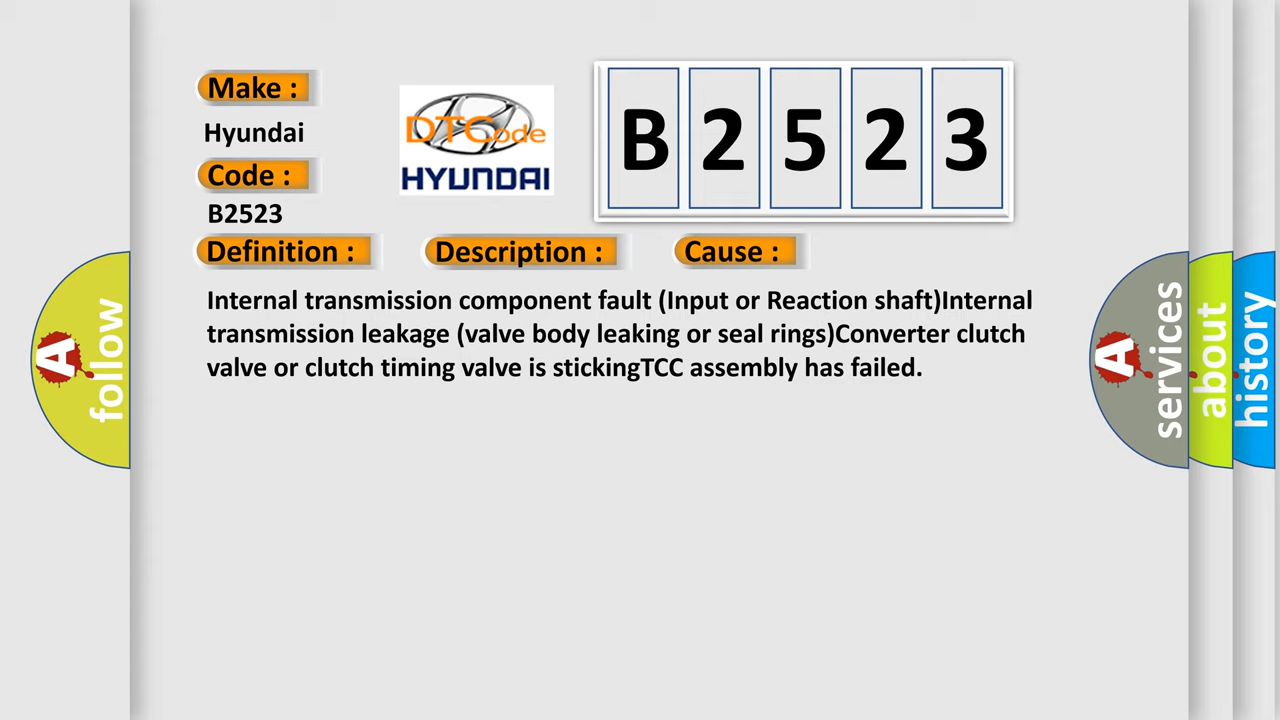 Make :
Hyundai
Code :
B2523
DTCode
HYUNDAI
B 2 5 2 3
Definition :
Description :
Cause :
Internal transmission component fault (Input or Reaction shaft)Internal
transmission leakage (valve body leaking or seal rings)Converter clutch
valve or clutch timing valve is stickingTCC assembly has failed.
A follow
A services
about
history